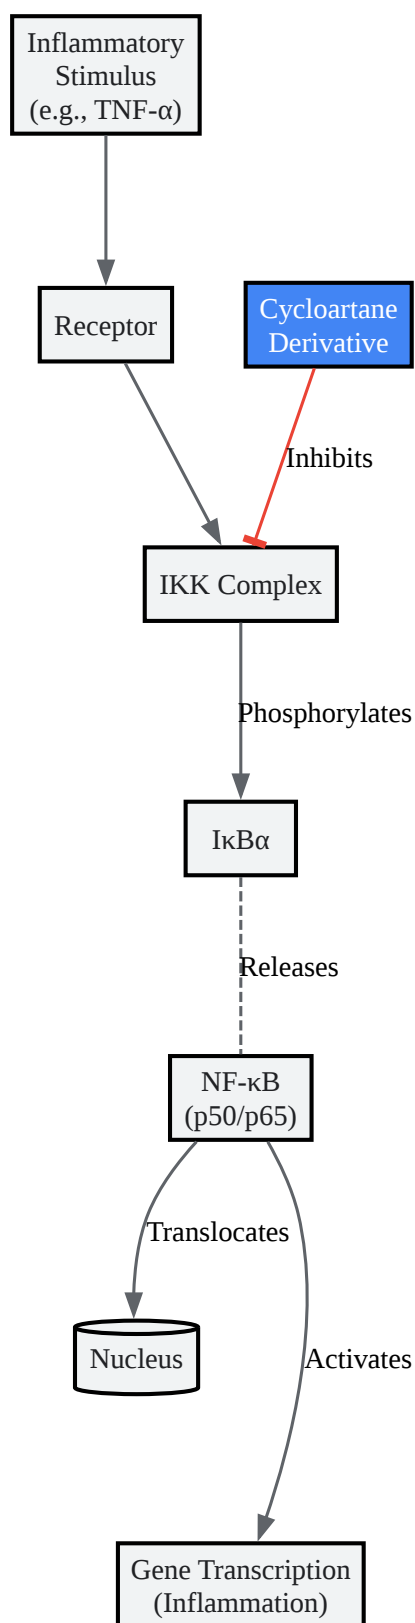 Inflammatory
Stimulus
(e.g., TNF-α)
Receptor
Cycloartane
Derivative
Inhibits
IKK Complex
Phosphorylates
IκBα
Releases
NF-κB
(p50/p65)
Translocates
Nucleus
Activates
Gene Transcription
(Inflammation)